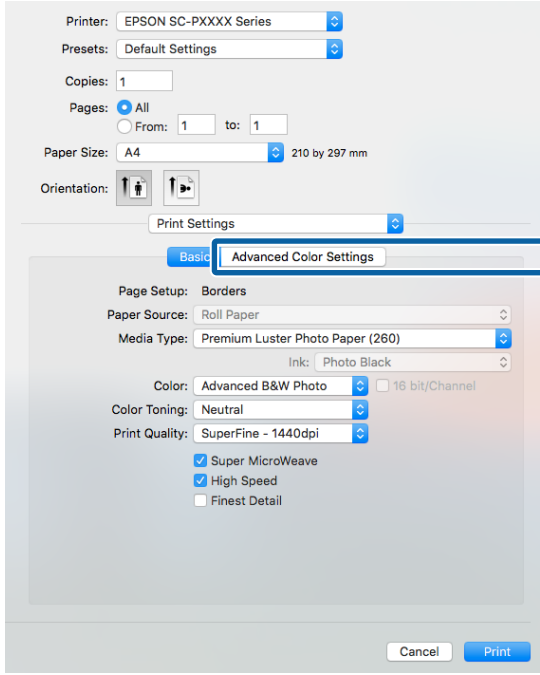 Printer: EPSON SC-PXXXX Series
Presets: Default Settings
Copies: 1
Pages: All
From: 1 to: 1
Paper Size: A4 210 by 297 mm
Orientation:
Print Settings
Basic Advanced Color Settings
Page Setup: Borders
Paper Source: Roll Paper
Media Type: Premium Luster Photo Paper (260)
Ink: Photo Black
Color: Advanced B&W Photo 16 bit/Channel
Color Toning: Neutral
Print Quality: SuperFine - 1440dpi
Super MicroWeave
High Speed
Finest Detail
Cancel Print